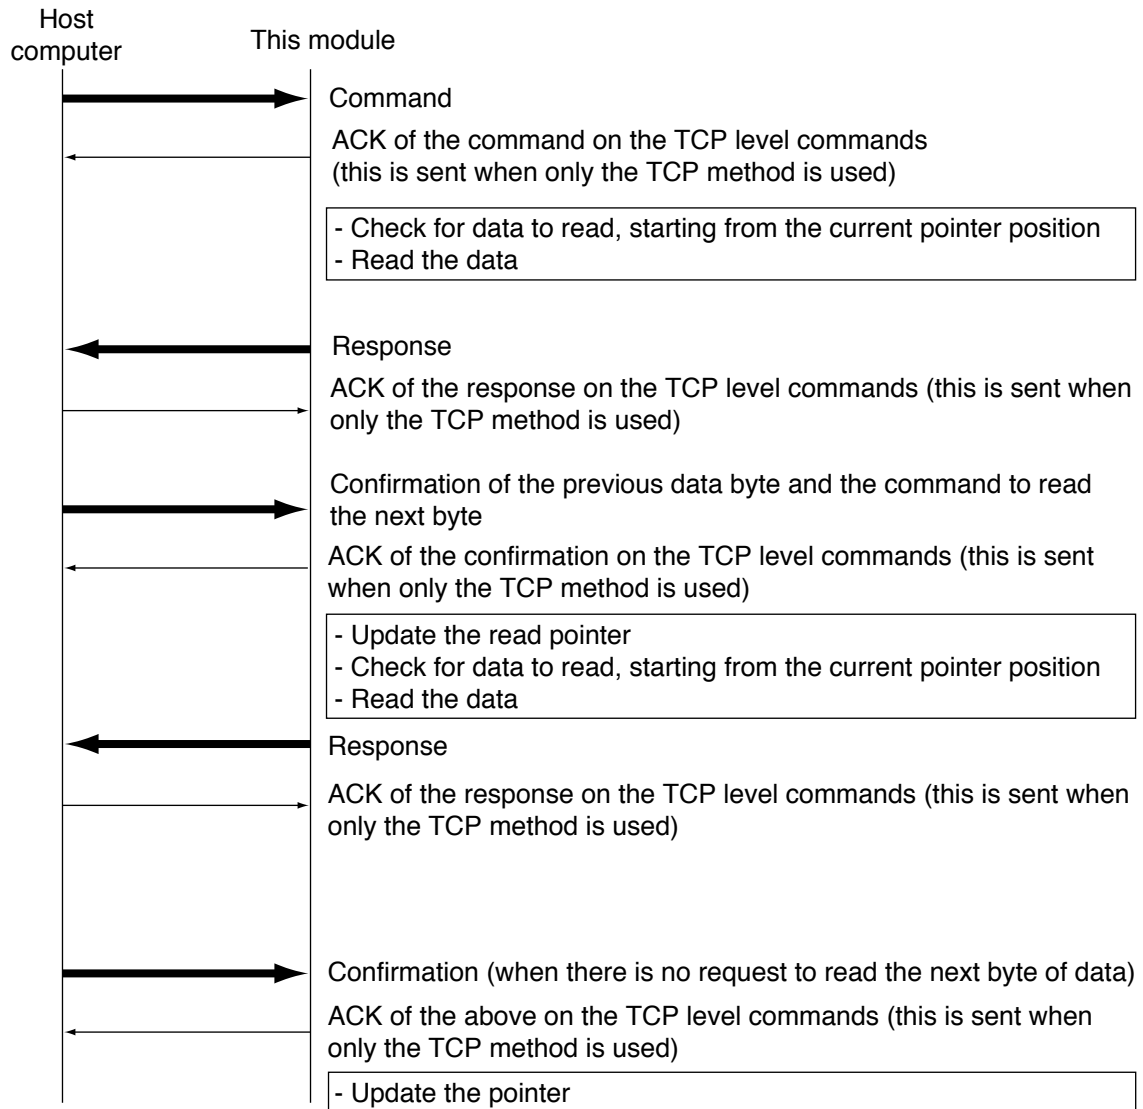 Host
computer
This module
Command
ACK of the command on the TCP level commands
(this is sent when only the TCP method is used)
- Check for data to read, starting from the current pointer position
- Read the data
Response
ACK of the response on the TCP level commands (this is sent when
only the TCP method is used)
Confirmation of the previous data byte and the command to read
the next byte
ACK of the confirmation on the TCP level commands (this is sent
when only the TCP method is used)
- Update the read pointer
- Check for data to read, starting from the current pointer position
- Read the data
Response
ACK of the response on the TCP level commands (this is sent when
only the TCP method is used)
Confirmation (when there is no request to read the next byte of data)
ACK of the above on the TCP level commands (this is sent when
only the TCP method is used)
- Update the pointer